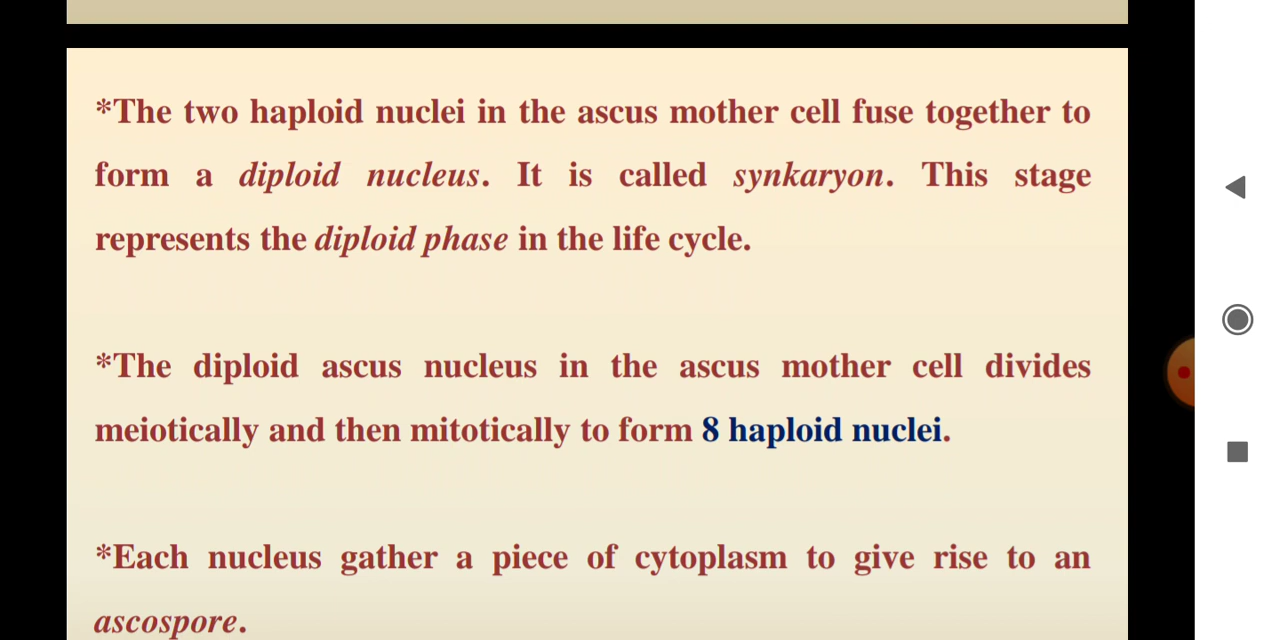 *The two haploid nuclei in the ascus mother cell fuse together to
form a diploid nucleus. It is called synkaryon. This stage
represents the diploid phase in the life cycle.
*The diploid ascus nucleus in the ascus mother cell divides
meiotically and then mitotically to form 8 haploid nuclei.
*Each nucleus gather a piece of cytoplasm to give rise to an
ascospore.